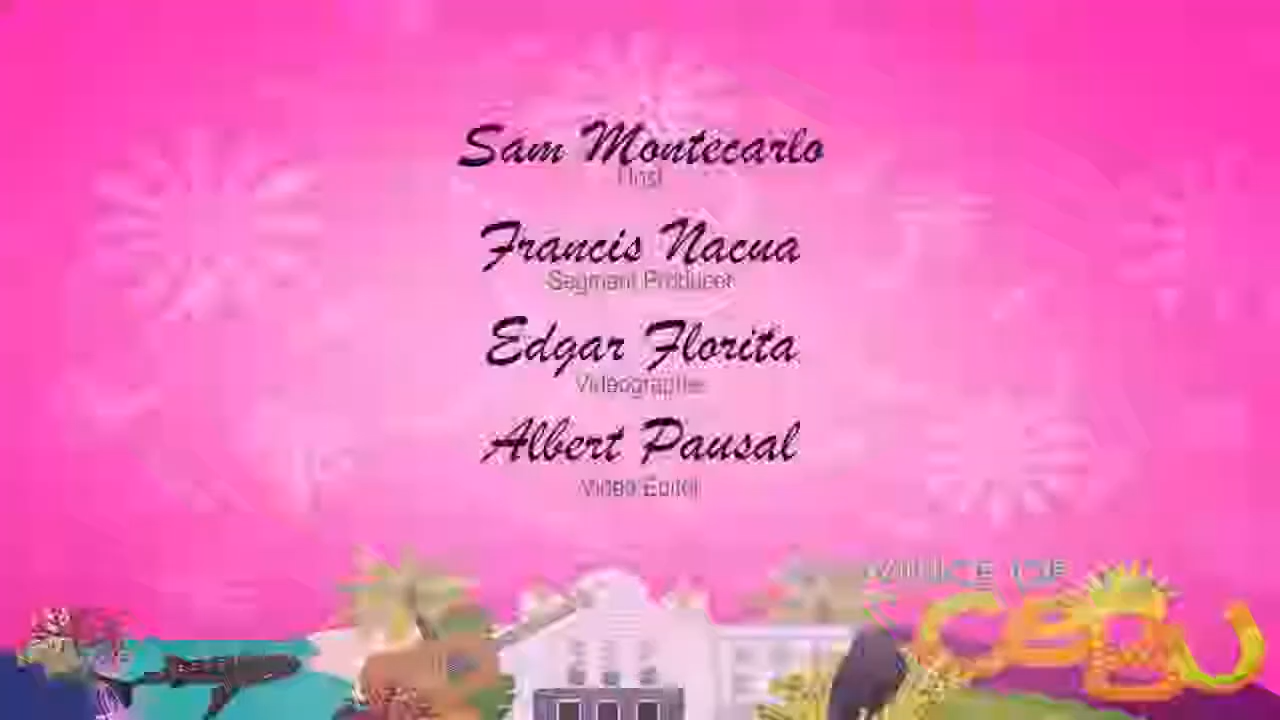 Sam Montecarlo
Host
Francis Nacua
Segment Producer
Edgar Florita
Videographer
Albert Pausal
Video Editor
CEBU